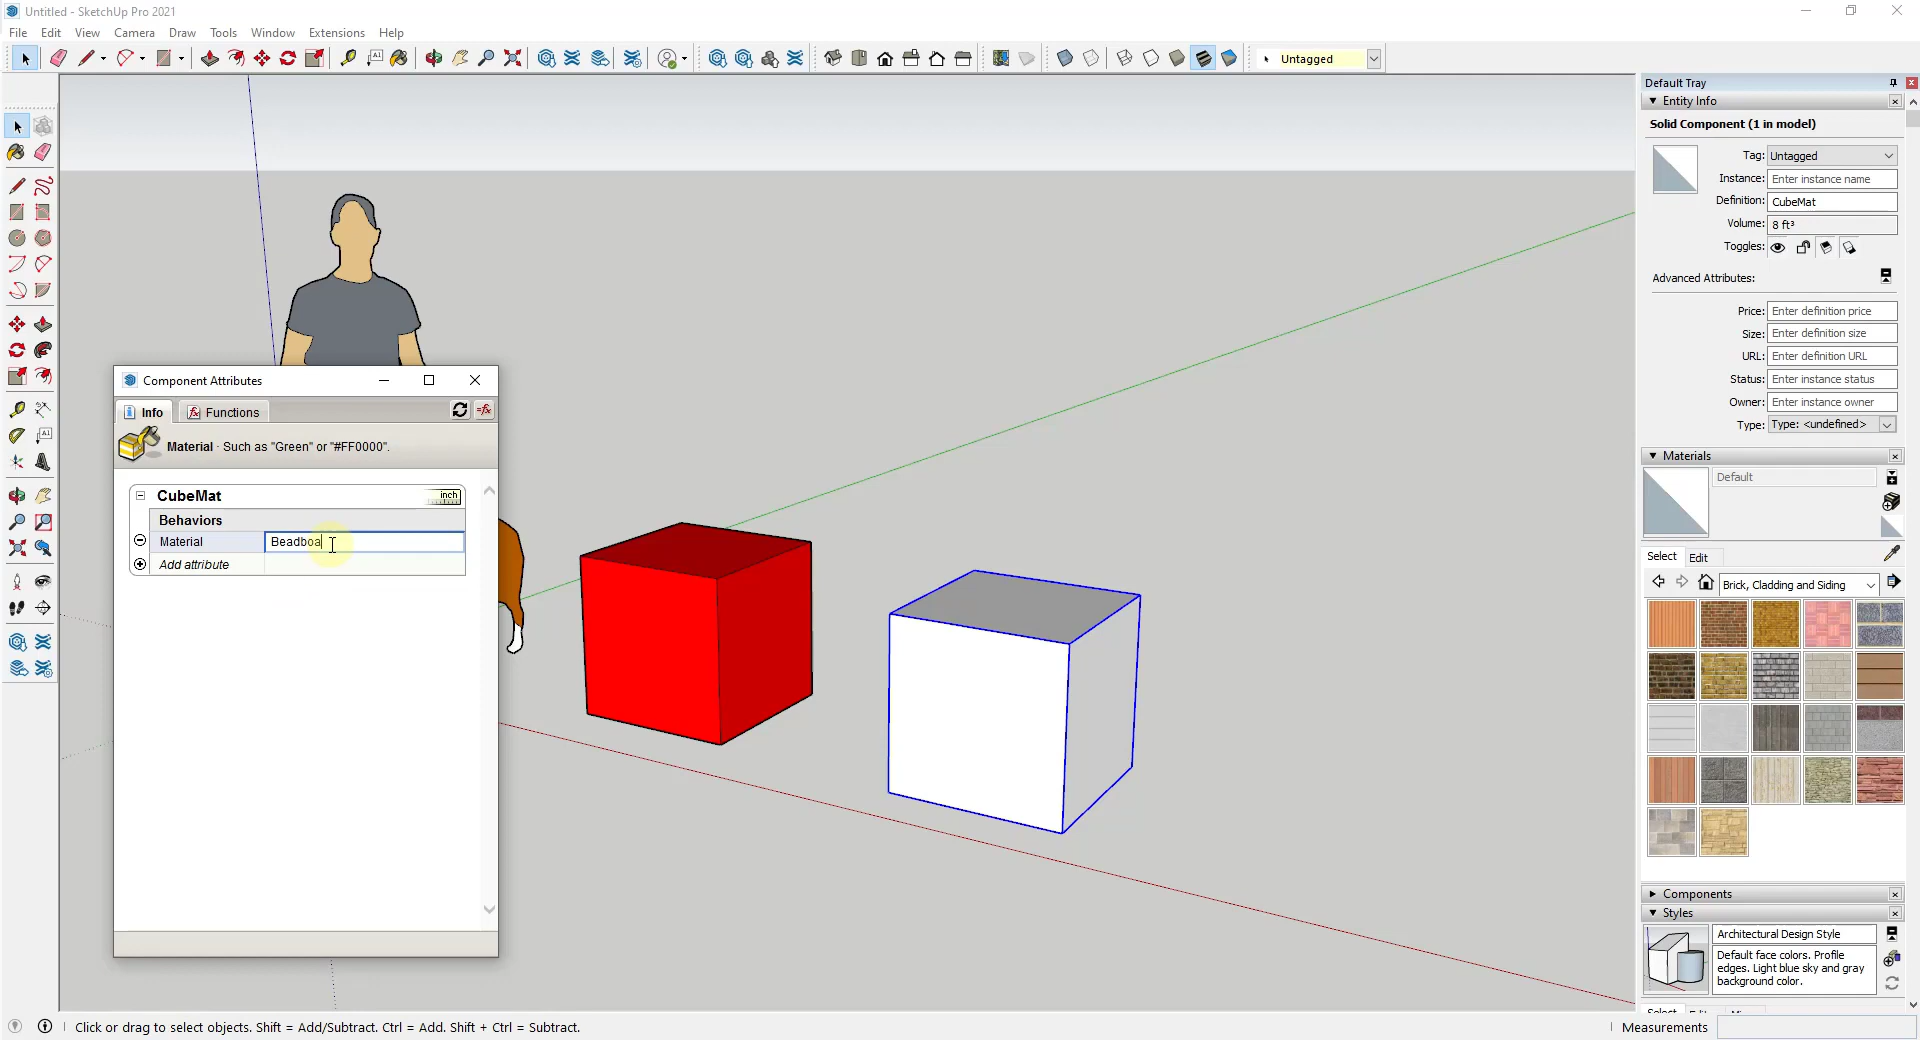 Untitled - SketchUp Pro 2021
File Edit View Camera Draw Tools Window Extensions Help
Untagged
Default Tray
Entity Info
Solid Component (1 in model)
Tag: Untagged
Instance: Enter instance name
Definition: CubeMat
Volume: 8 ft³
Toggles:
Advanced Attributes:
Price: Enter definition price
Size: Enter definition size
URL: Enter definition URL
Status: Enter instance status
Owner: Enter instance owner
Type: Type: <undefined>
Materials
Default
Select Edit
Brick, Cladding and Siding
Components
Styles
Architectural Design Style
Default face colors. Profile
edges. Light blue sky and gray
background color.
Component Attributes
Info Functions =fx
Material · Such as "Green" or "#FF0000".
CubeMat inch
Behaviors
Material Beadboa
Add attribute
Click or drag to select objects. Shift = Add/Subtract. Ctrl = Add. Shift + Ctrl = Subtract.
Measurements